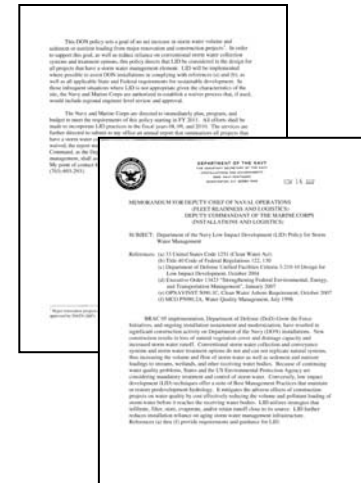 This DON policy sets a goal of no net increase in storm water volume and
sediment or nutrient loading from major renovation and construction projects¹. In order
to support this goal, as well as reduce reliance on conventional storm water collection
systems and treatment options, this policy directs that LID be considered in the design for
all projects that have a storm water management element. LID will be implemented
where possible to assist DON installations in complying with references (a) and (b), as
well as all applicable State and Federal requirements for
those infrequent situations where LID is not appropriate given the characteristics of the
site, the Navy and Marine Corps are authorized to establish a waiver process that, if used,
would include regional engineer level review and approval.
The Navy and Marine Corps are directed to immediately plan, program, and
budget to meet the requirements of this policy starting in FY 2011. All efforts shall be
made to incorporate LID practices in the fiscal years 08, 09, and 2010. The services are
further directed to submit to my office an annual report that summarizes all projects that
have a storm water
waived, the report
Command, as the
management, shall
My point of contact
DEPARTMENT OF THE NAVY
MEMORANDUM FOR DEPUTY CHIEF OF NAVAL OPERATIONS
(FLEET READINESS AND LOGISTICS)
DEPUTY COMMANDANT OF THE MARINE CORPS
(INSTALLATIONS AND LOGISTICS)
SUBJECT: Department of the Navy Low Impact Development (LID) Policy for Storm
Water Management
References: (a) 33 United States Code 1251 (Clean Water Act)
(b) Title 40 Code of Federal Regulations 122,
(c) Department of Defense Unified Facilities Criteria 3-210-10 Design for
Low Impact Development, October 2004
(d) Executive Order 13423 "Strengthening Federal Environmental, Energy,
and Transportation Management", January 2007
(e) OPNAVINST 5090.1C, Clean Water Ashore Requirement, October 2007
(f) MCO P5090.2A, Water Quality Management, July 1998
BRAC 05 implementation, Department of Defense (DoD) Grow the Force
Initiatives, and ongoing installation sustainment and modernization, have resulted in
significant construction activity on Department of the Navy (DON) installations. New
construction results in loss of natural vegetation cover and drainage capacity and
increased storm water runoff. Conventional storm water collection and conveyance
systems and storm water treatment options do not and can not replicate natural systems,
thus increasing the volume and flow of storm water as well as sediment and nutrient
loadings to streams, wetlands, and other receiving water bodies. Because of continuing
water quality problems, States and the US Environmental Protection Agency are
considering mandatory treatment and control of storm water. Conversely, low impact
development (LID) techniques offer a suite of Best Management Practices that maintain
or restore predevelopment hydrology. It mitigates the adverse effects of construction
projects on water quality by cost effectively reducing the volume and pollutant loading of
storm water before it reaches the receiving water bodies. LID utilizes strategies that
infiltrate, filter, store, evaporate, and/or retain runoff close to its source. LID further
reduces installation reliance on aging storm water management infrastructure.
References (a) thru (f) provide requirements and guidance for LID.